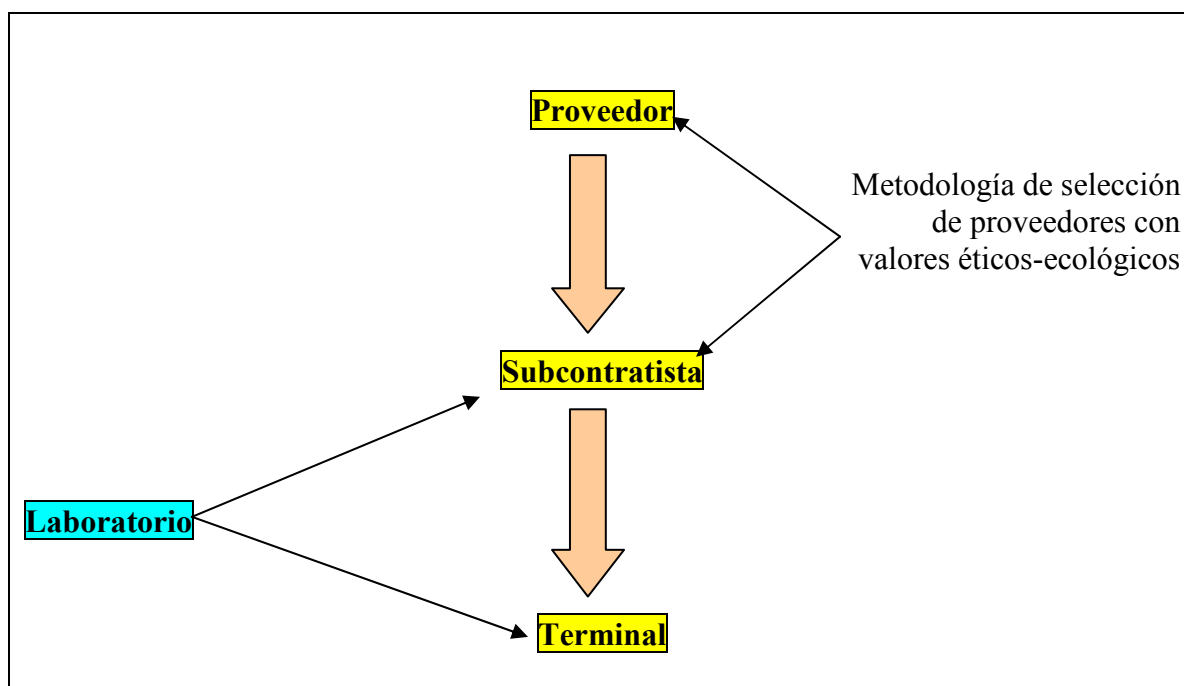 Proveedor
Metodología de selección
de proveedores con
valores éticos-ecológicos
Subcontratista
Laboratorio
Terminal